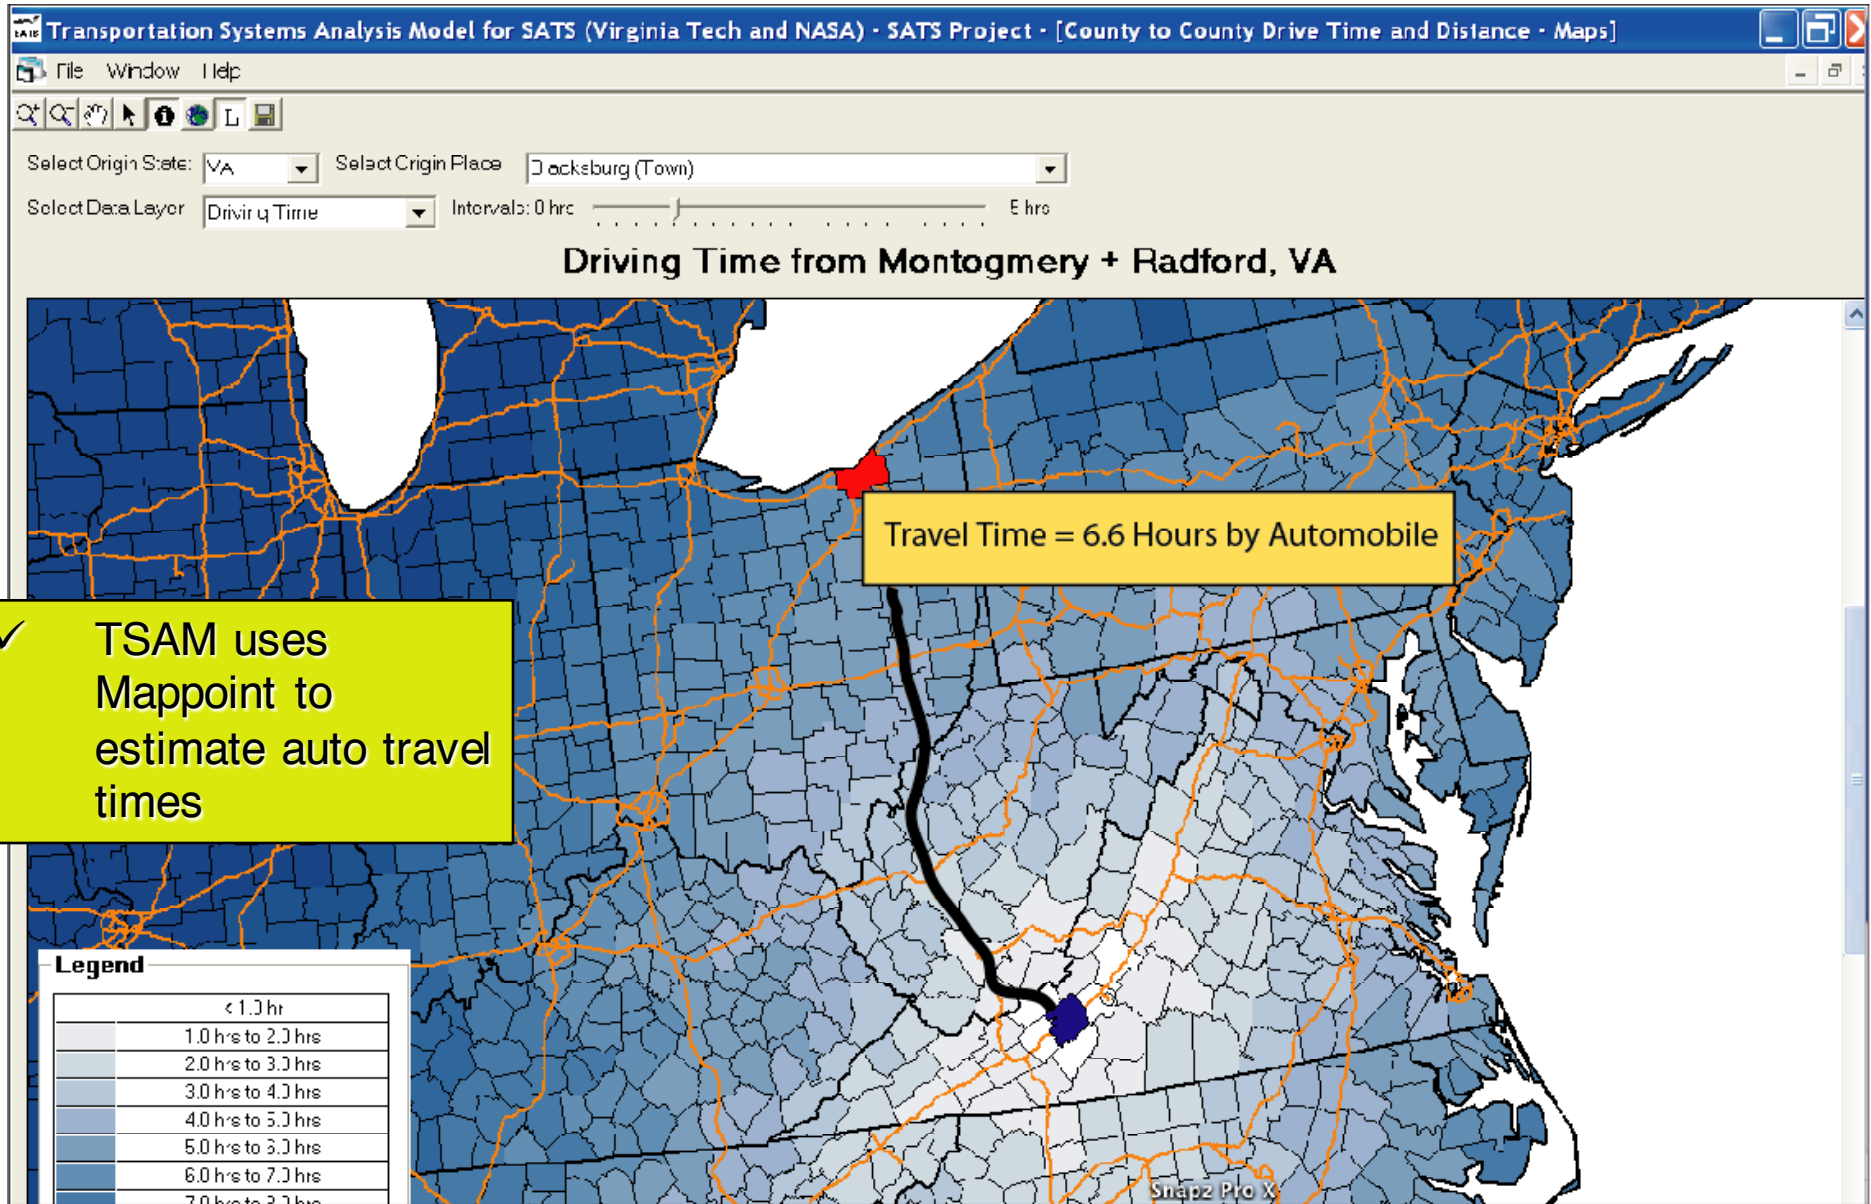 Transportation Systems Analysis Model for SATS (Virginia Tech and NASA) - SATS Project - [County to County Drive Time and Distance - Maps]
File Window Help
L
Select Origin State: VA Select Origin Place (Town)
Select Data Layer Driving Time Intervals: 0 hrs 5 hrs
Driving Time from Montogmery + Radford, VA
Travel Time = 6.6 Hours by Automobile
✓ TSAM uses
Mappoint to
estimate auto travel
times
Legend
< 1.0 hr
1.0 hrs to 2.0 hrs
2.0 hrs to 3.0 hrs
3.0 hrs to 4.0 hrs
4.0 hrs to 5.0 hrs
5.0 hrs to 6.0 hrs
6.0 hrs to 7.0 hrs
Snapz Pro X